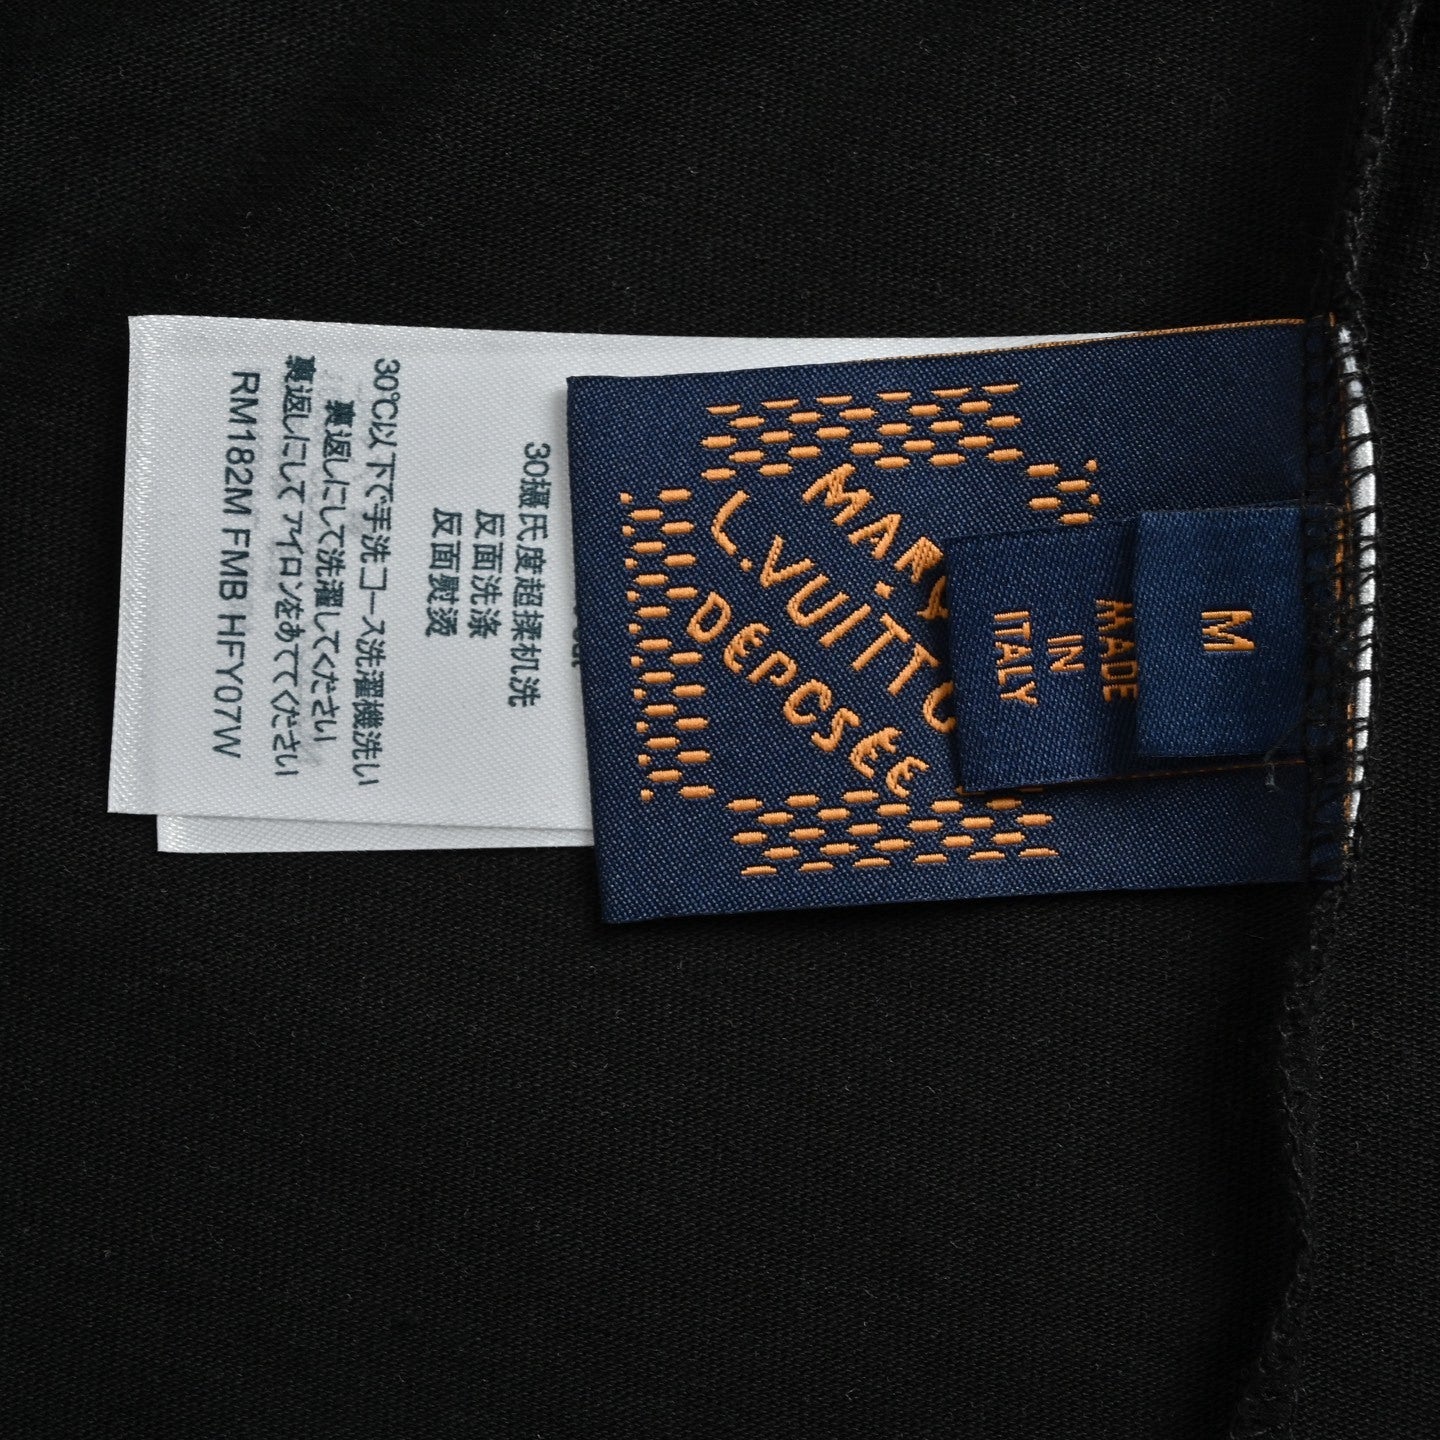 30℃以下で手洗コース洗濯機洗い
裏返しにして洗濯してください
裏返しにして アイロンをあててください
RM182M FMB HFY07W
30摄氏度超揉机洗
反面洗涤
反面熨烫
L.VUITTO
DEPCSÉE
MADE
IN
ITALY
M